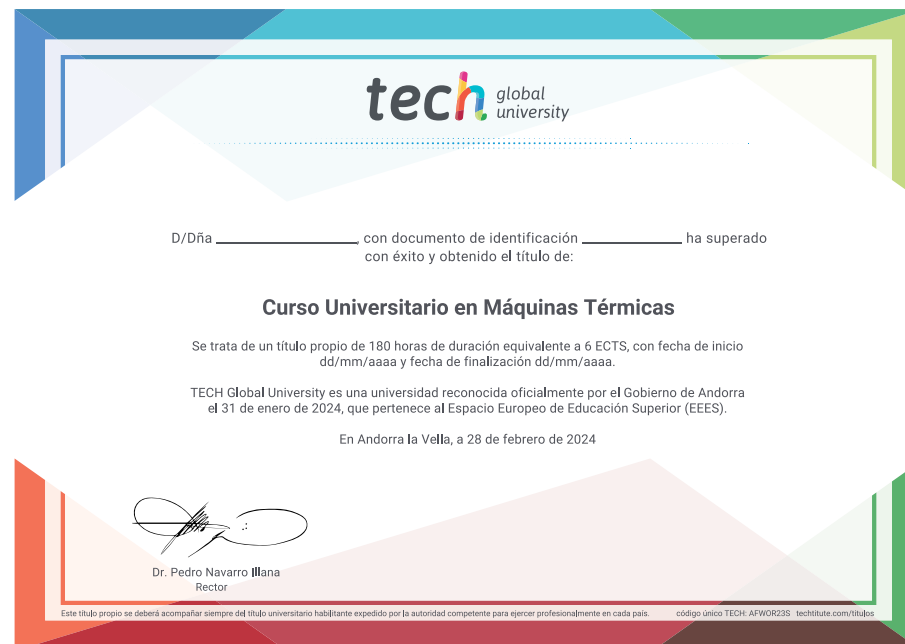 tech global university
D/Dña ____________________, con documento de identificación ______________ ha superado
con éxito y obtenido el título de:
Curso Universitario en Máquinas Térmicas
Se trata de un título propio de 180 horas de duración equivalente a 6 ECTS, con fecha de inicio
dd/mm/aaaa y fecha de finalización dd/mm/aaaa.
TECH Global University es una universidad reconocida oficialmente por el Gobierno de Andorra
el 31 de enero de 2024, que pertenece al Espacio Europeo de Educación Superior (EEES).
En Andorra la Vella, a 28 de febrero de 2024
Dr. Pedro Navarro Illana
Rector
Este título propio se deberá acompañar siempre del título universitario habilitante expedido por la autoridad competente para ejercer profesionalmente en cada país. código único TECH: AFWOR23S techtitute.com/titulos